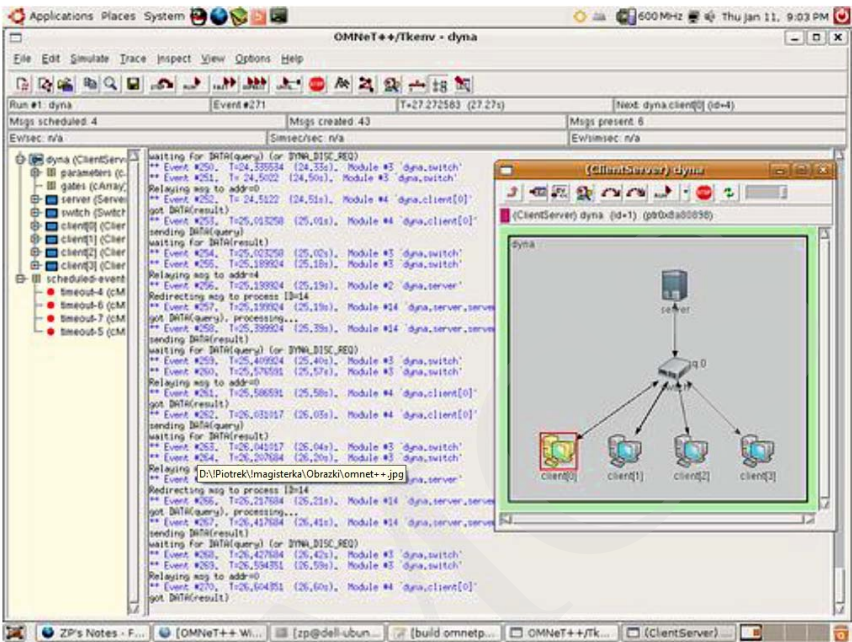 Applications Places System
600 MHz
Thu Jan 11, 9:03 PM
OMNeT++/Tkenv - dyna
File Edit Simulate Trace Inspect View Options Help
Run #1: dyna
Event #271
T=27.272583 (27.27s)
Next: dyna.client[0] (id=4)
Msgs scheduled: 4
Msgs created: 43
Msgs present: 6
Ev/sec: n/a
Simsec/sec: n/a
Ev/simsec: n/a
dyna (ClientServ
parameters (c.
gates (cArray)
server (Server
switch (Switch
client[0] (Clier
client[1] (Clier
client[2] (Clier
client[3] (Clier
scheduled-event
timeout-4 (cM
timeout-6 (cM
timeout-7 (cM
timeout-5 (cM
waiting for DATA(query) (or DYNA_DISC_REQ)
** Event #250. T=24.335534 (24.33s). Module #3 `dyna.switch'
** Event #251. T= 24.5022 (24.50s). Module #3 `dyna.switch'
Relaying msg to addr=0
** Event #252. T= 24.5122 (24.51s). Module #4 `dyna.client[0]'
got DATA(result)
** Event #253. T=25.013258 (25.01s). Module #4 `dyna.client[0]'
sending DATA(query)
waiting for DATA(result)
** Event #254. T=25.023258 (25.02s). Module #3 `dyna.switch'
** Event #255. T=25.189924 (25.18s). Module #3 `dyna.switch'
Relaying msg to addr=4
** Event #256. T=25.199924 (25.19s). Module #2 `dyna.server'
Redirecting msg to process ID=14
** Event #257. T=25.199924 (25.19s). Module #14 `dyna.server.serve
got DATA(query), processing...
** Event #258. T=25.399924 (25.39s). Module #14 `dyna.server.serve
sending DATA(result)
waiting for DATA(query) (or DYNA_DISC_REQ)
** Event #259. T=25.409924 (25.40s). Module #3 `dyna.switch'
** Event #260. T=25.576591 (25.57s). Module #3 `dyna.switch'
Relaying msg to addr=0
** Event #261. T=25.586591 (25.58s). Module #4 `dyna.client[0]'
got DATA(result)
** Event #262. T=26.031017 (26.03s). Module #4 `dyna.client[0]'
sending DATA(query)
waiting for DATA(result)
** Event #263. T=26.041017 (26.04s). Module #3 `dyna.switch'
** Event #264. T=26.207684 (26.20s). Module #3 `dyna.switch'
Relaying
D:\!Piotrek\!magisterka\Obrazki\omnet++.jpg
** Event dyna.server'
Redirecting msg to process ID=14
** Event #266. T=26.217684 (26.21s). Module #14 `dyna.server.serve
got DATA(query), processing...
** Event #267. T=26.417684 (26.41s). Module #14 `dyna.server.serve
sending DATA(result)
waiting for DATA(query) (or DYNA_DISC_REQ)
** Event #268. T=26.427684 (26.42s). Module #3 `dyna.switch'
** Event #269. T=26.594351 (26.59s). Module #3 `dyna.switch'
Relaying msg to addr=0
** Event #270. T=26.604351 (26.60s). Module #4 `dyna.client[0]'
got DATA(result)
(ClientServer) dyna
(ClientServer) dyna (id=1) (ptr0x8a80898)
dyna
server
q:0
switch
client[0]
client[1]
client[2]
client[3]
ZP's Notes - F...
[OMNeT++ Wi...
[zp@dell-ubun...
[build omnetp...
OMNeT++/Tk...
(ClientServer) ...